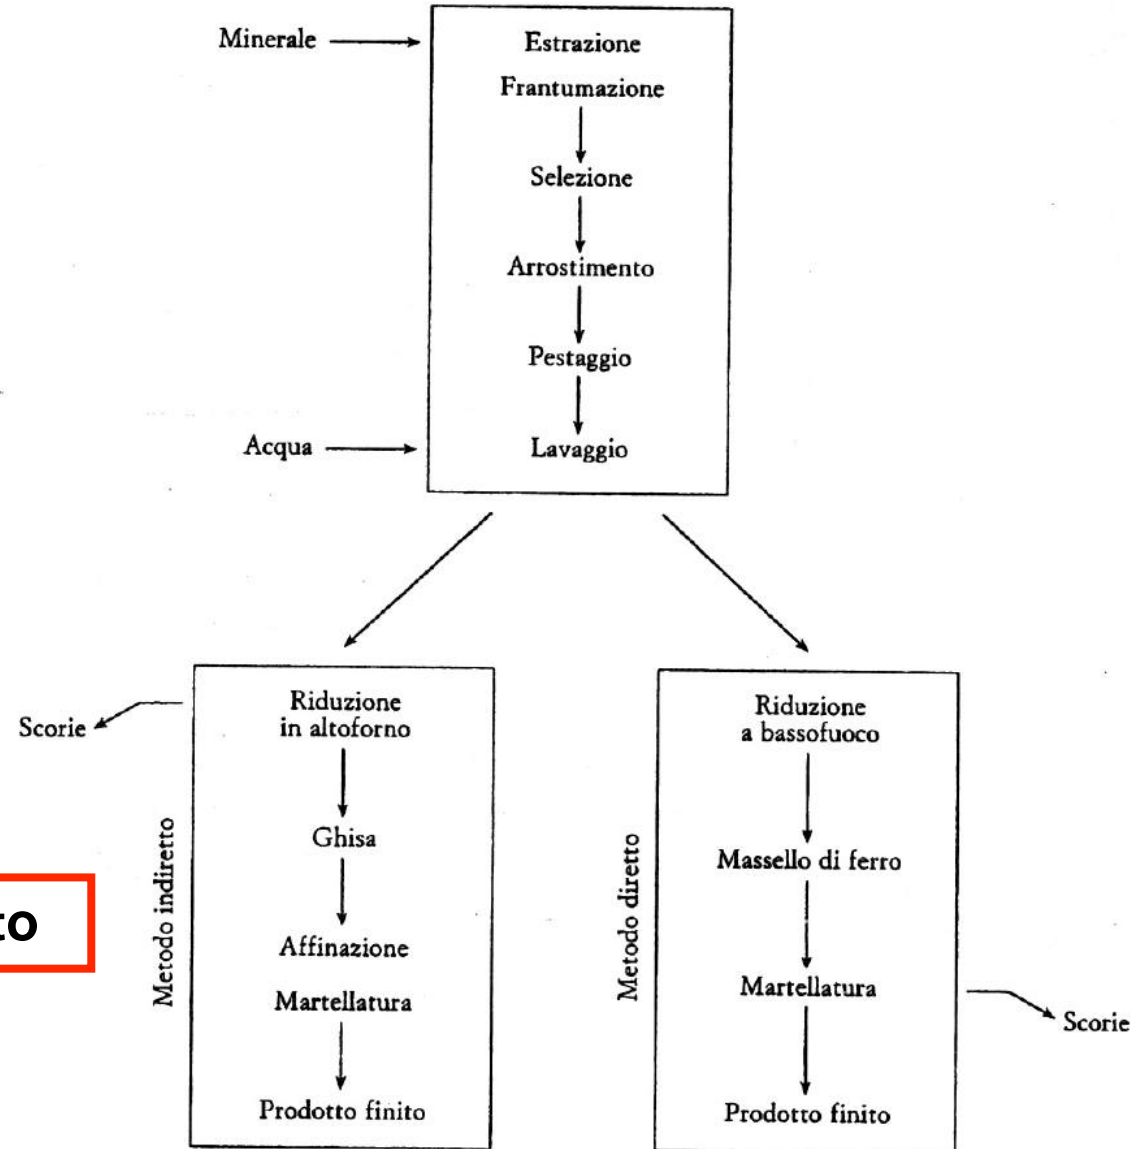 Minerale
Estrazione
Frantumazione
Selezione
Arrostimento
Pestaggio
Acqua
Lavaggio
Metodo indiretto
Scorie
Riduzione
in altoforno
Ghisa
Affinazione
Martellatura
Prodotto finito
Metodo diretto
Riduzione
a bassofuoco
Massello di ferro
Martellatura
Scorie
Prodotto finito